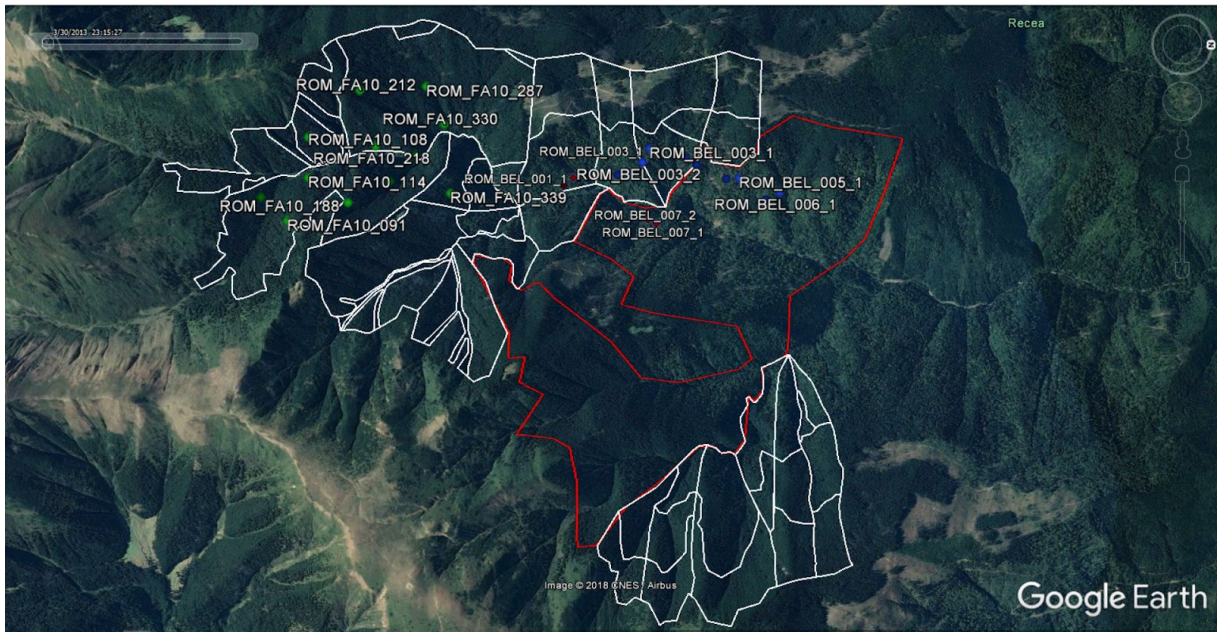 Recea
3/30/2013 23:15:27
ROM_FA10_212
ROM_FA10_287
ROM_FA10_330
ROM_FA10_108
ROM_BEL_003_1
ROM_BEL_003_1
ROM_FA10_218
ROM_BEL_003_2
ROM_BEL_001_1
ROM_FA10_114
ROM_BEL_005_1
ROM_FA10_339
ROM_FA10_188
ROM_BEL_006_1
ROM_BEL_007_2
ROM_FA10_091
ROM_BEL_007_1
Image © 2018 CNES / Airbus
Google Earth